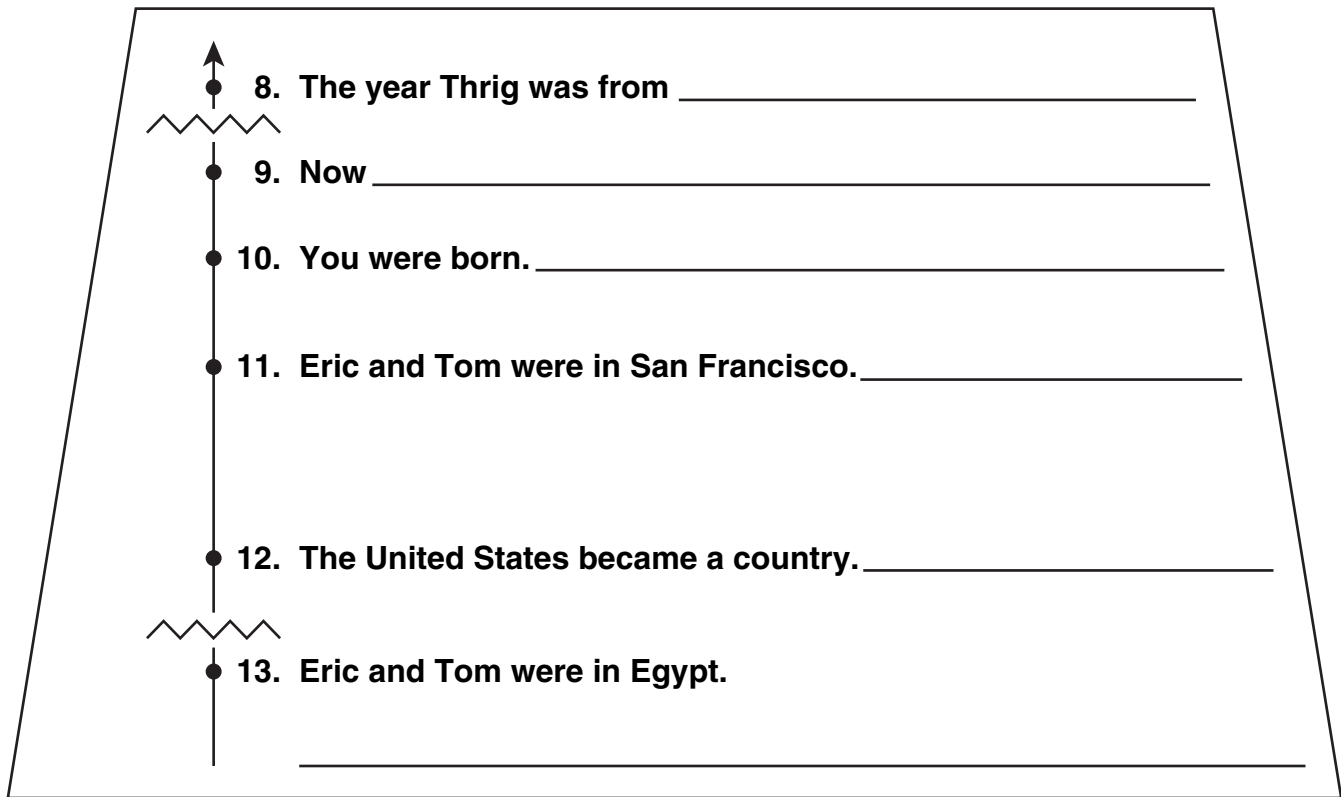 8. The year Thrig was from
9. Now
10. You were born.
11. Eric and Tom were in San Francisco.
12. The United States became a country.
13. Eric and Tom were in Egypt.